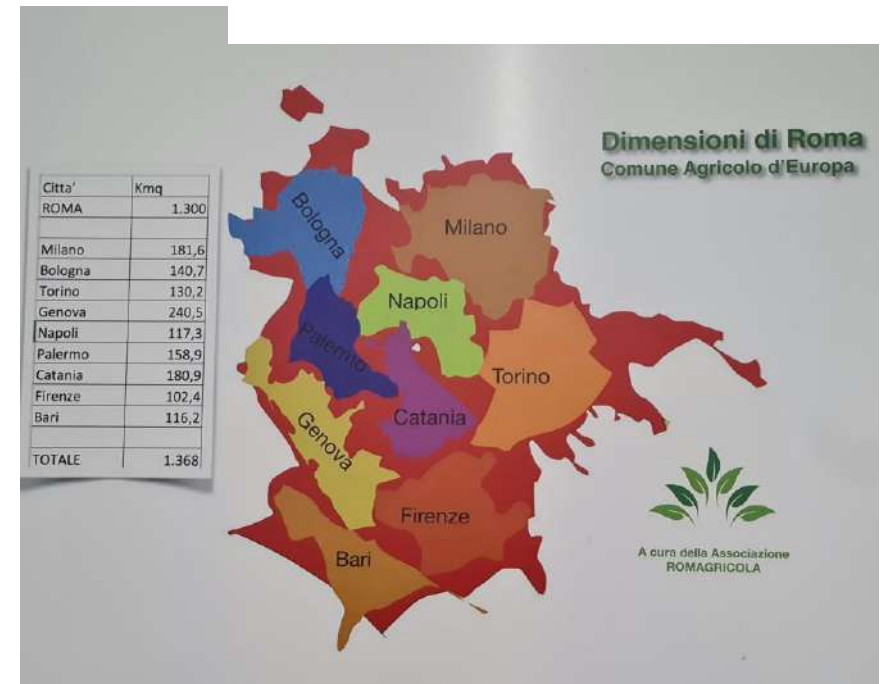 Dimensioni di Roma
Comune Agricolo d'Europa
Citta' Kmq
ROMA 1.300
Milano 181,6
Bologna 140,7
Torino 130,2
Genova 240,5
Napoli 117,3
Palermo 158,9
Catania 180,9
Firenze 102,4
Bari 116,2
TOTALE 1.368
Bologna
Milano
Napoli
Palermo
Torino
Catania
Genova
Firenze
Bari
A cura della Associazione
ROMAGRICOLA